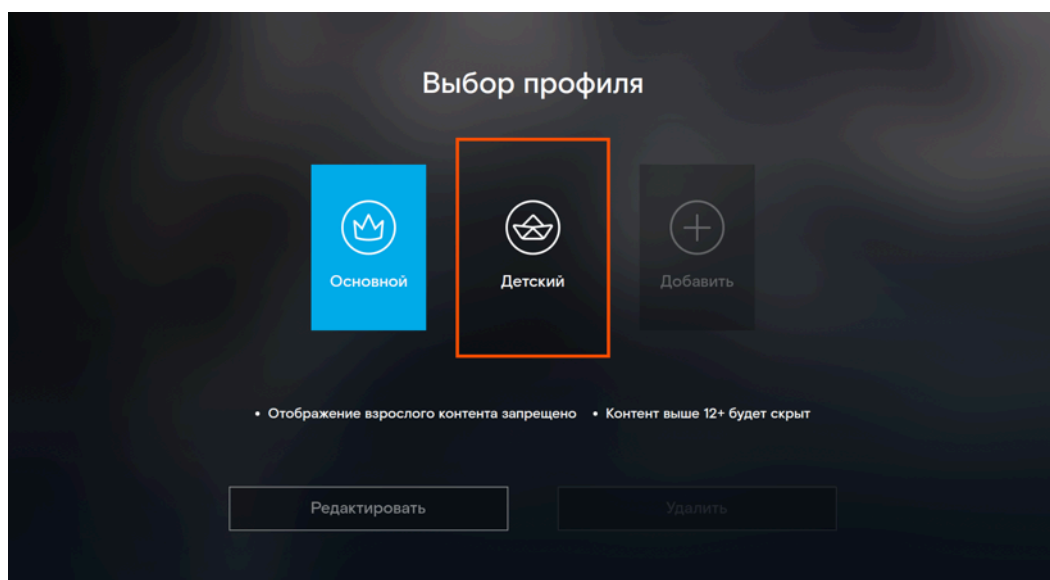 Выбор профиля
Основной
Детский
Добавить
• Отображение взрослого контента запрещено • Контент выше 12+ будет скрыт
Редактировать
Удалить